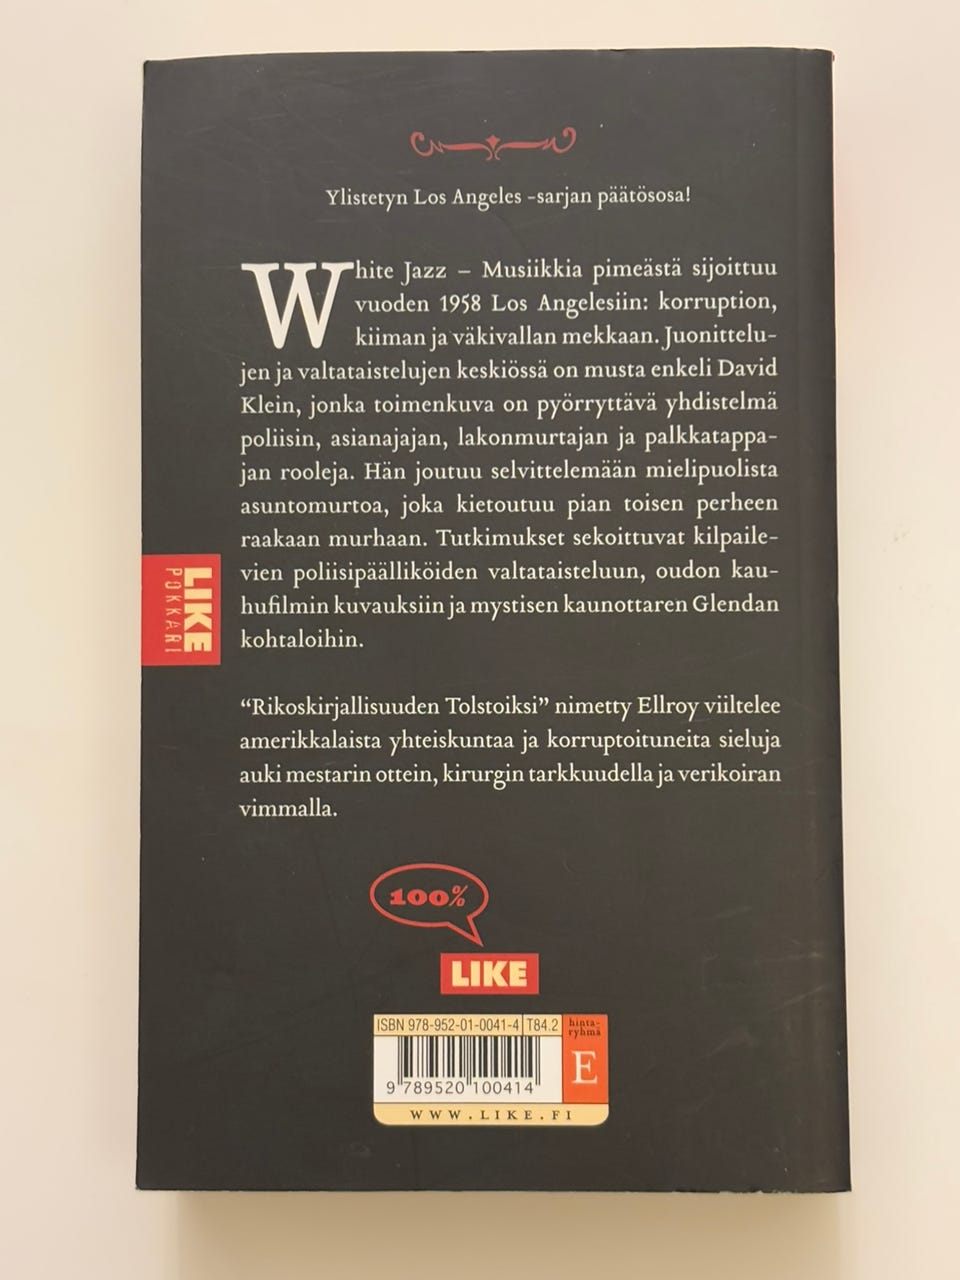 Ylistetyn Los Angeles -sarjan päätösosa!
White Jazz – Musiikkia pimeästä sijoittuu
vuoden 1958 Los Angelesiin: korruption,
kiiman ja väkivallan mekkaan. Juonittelu-
jen ja valtataistelujen keskiössä on musta enkeli David
Klein, jonka toimenkuva on pyörryttävä yhdistelmä
poliisin, asianajajan, lakonmurtajan ja palkkatappa-
jan rooleja. Hän joutuu selvittelemään mielipuolista
asuntomurtoa, joka kietoutuu pian toisen perheen
raakaan murhaan. Tutkimukset sekoittuvat kilpaile-
vien poliisipäälliköiden valtataisteluun, oudon kau-
hufilmin kuvauksiin ja mystisen kaunottaren Glendan
kohtaloihin.
LIKE
POKKARI
“Rikoskirjallisuuden Tolstoiksi” nimetty Ellroy viiltelee
amerikkalaista yhteiskuntaa ja korruptoituneita sieluja
auki mestarin ottein, kirurgin tarkkuudella ja verikoiran
vimmalla.
100%
LIKE
ISBN 978-952-01-0041-4 T84.2
hinta-
ryhmä
E
9 789520 100414
WWW.LIKE.FI